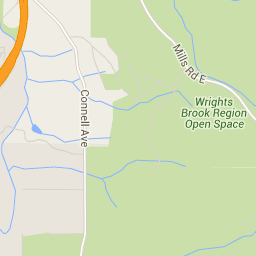 Mills Rd E
Connell Ave
Wrights
Brook Region
Open Space